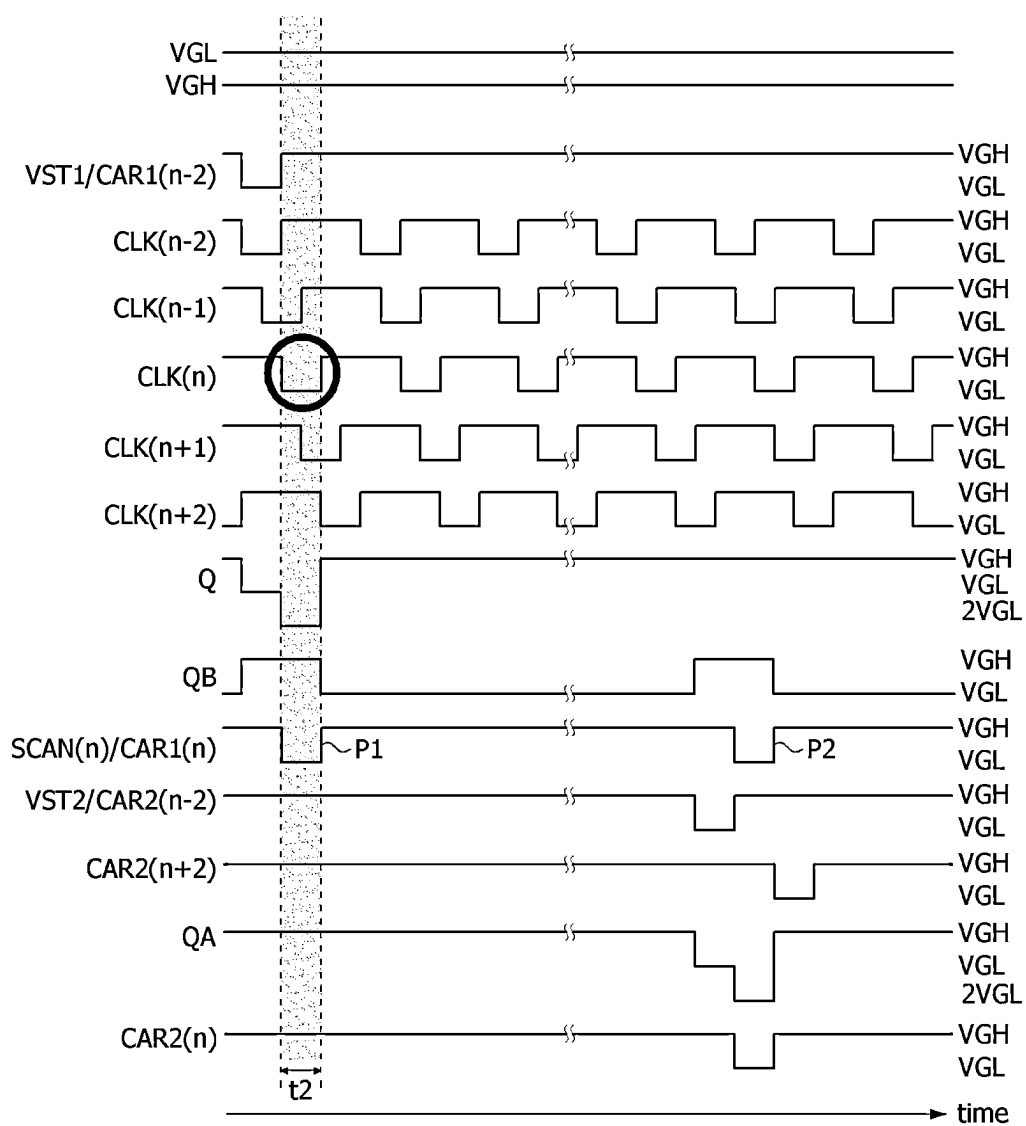 VGL
VGH
VST1/CAR1(n-2)
VGH
VGL
CLK(n-2)
VGH
VGL
CLK(n-1)
VGH
VGL
CLK(n)
VGH
VGL
CLK(n+1)
VGH
VGL
CLK(n+2)
VGH
VGL
Q
VGH
VGL
2VGL
QB
VGH
VGL
SCAN(n)/CAR1(n)
P1
P2
VGH
VGL
VST2/CAR2(n-2)
VGH
VGL
CAR2(n+2)
VGH
VGL
QA
VGH
VGL
2VGL
CAR2(n)
VGH
VGL
t2
time